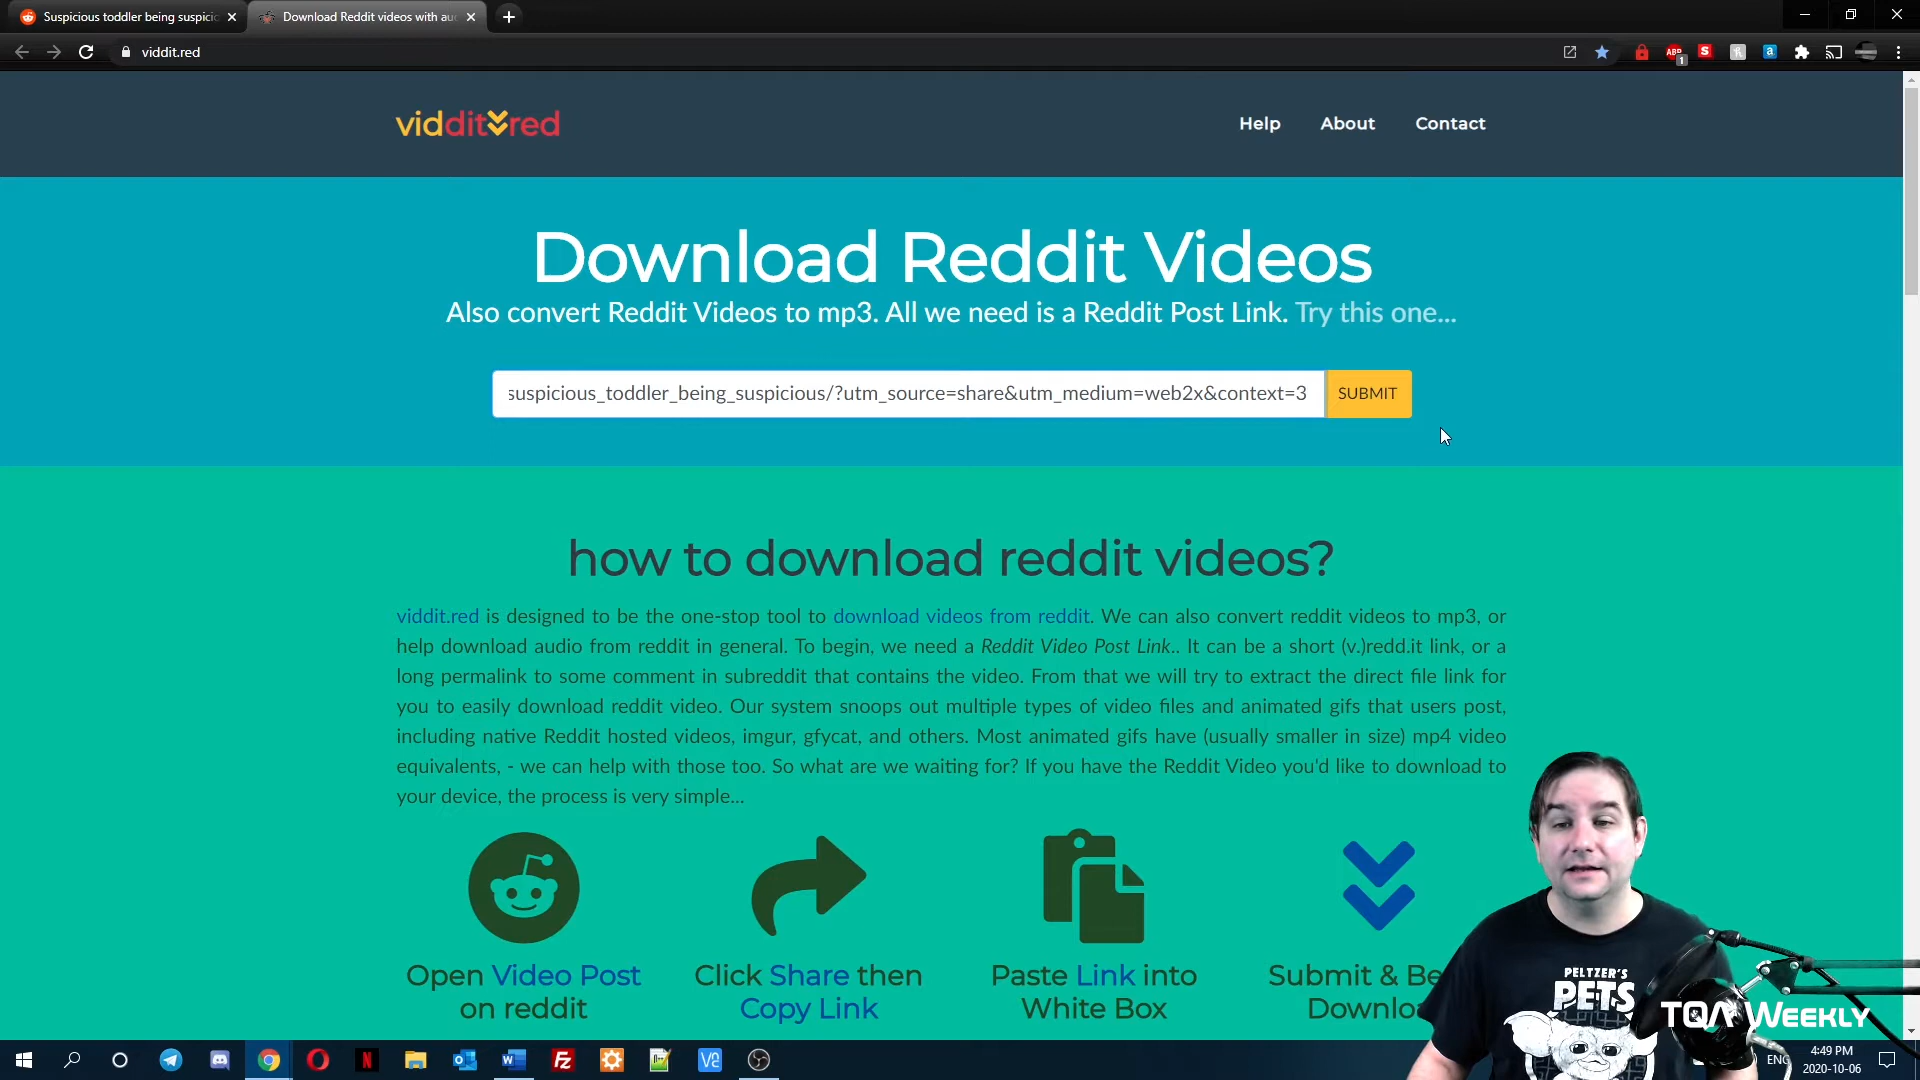 Suspicious toddler being suspicio
Download Reddit videos with au
viddit.red
ABP
1
S
a
vidditred
Help
About
Contact
Download Reddit Videos
Also convert Reddit Videos to mp3. All we need is a Reddit Post Link. Try this one...
suspicious_toddler_being_suspicious/?utm_source=share&utm_medium=web2x&context=3
SUBMIT
how to download reddit videos?
viddit.red is designed to be the one-stop tool to download videos from reddit. We can also convert reddit videos to mp3, or
help download audio from reddit in general. To begin, we need a Reddit Video Post Link.. It can be a short (v.)redd.it link, or a
long permalink to some comment in subreddit that contains the video. From that we will try to extract the direct file link for
you to easily download reddit video. Our system snoops out multiple types of video files and animated gifs that users post,
including native Reddit hosted videos, imgur, gfycat, and others. Most animated gifs have (usually smaller in size) mp4 video
equivalents, - we can help with those too. So what are we waiting for? If you have the Reddit Video you'd like to download to
your device, the process is very simple...
Open Video Post
on reddit
Click Share then
Copy Link
Paste Link into
White Box
Submit & Be
Downlo
PELTZER'S
PETS
TQA WEEKLY
ENG
4:49 PM
2020-10-06